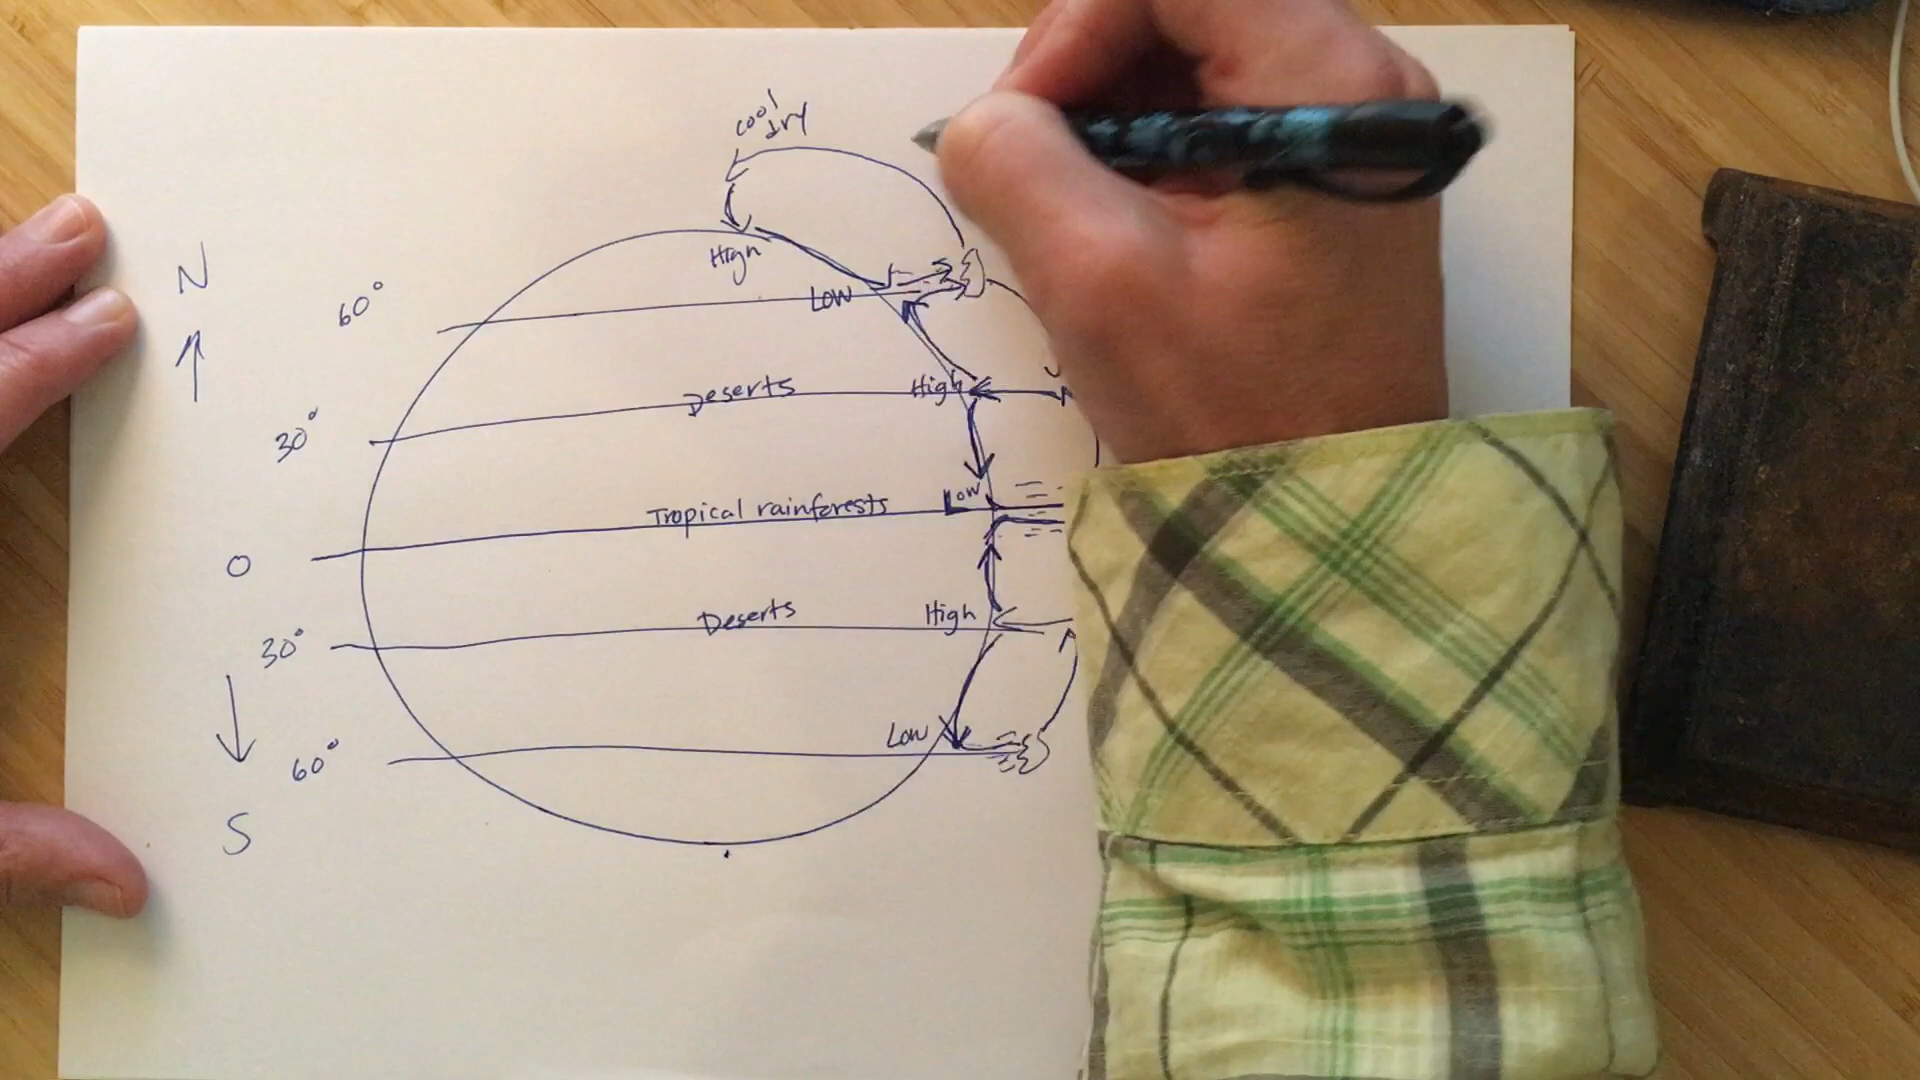 cool
dry
N
High
60°
Low
Deserts
High
30°
Tropical rainforests
Low
0
Deserts
High
30°
Low
60°
S